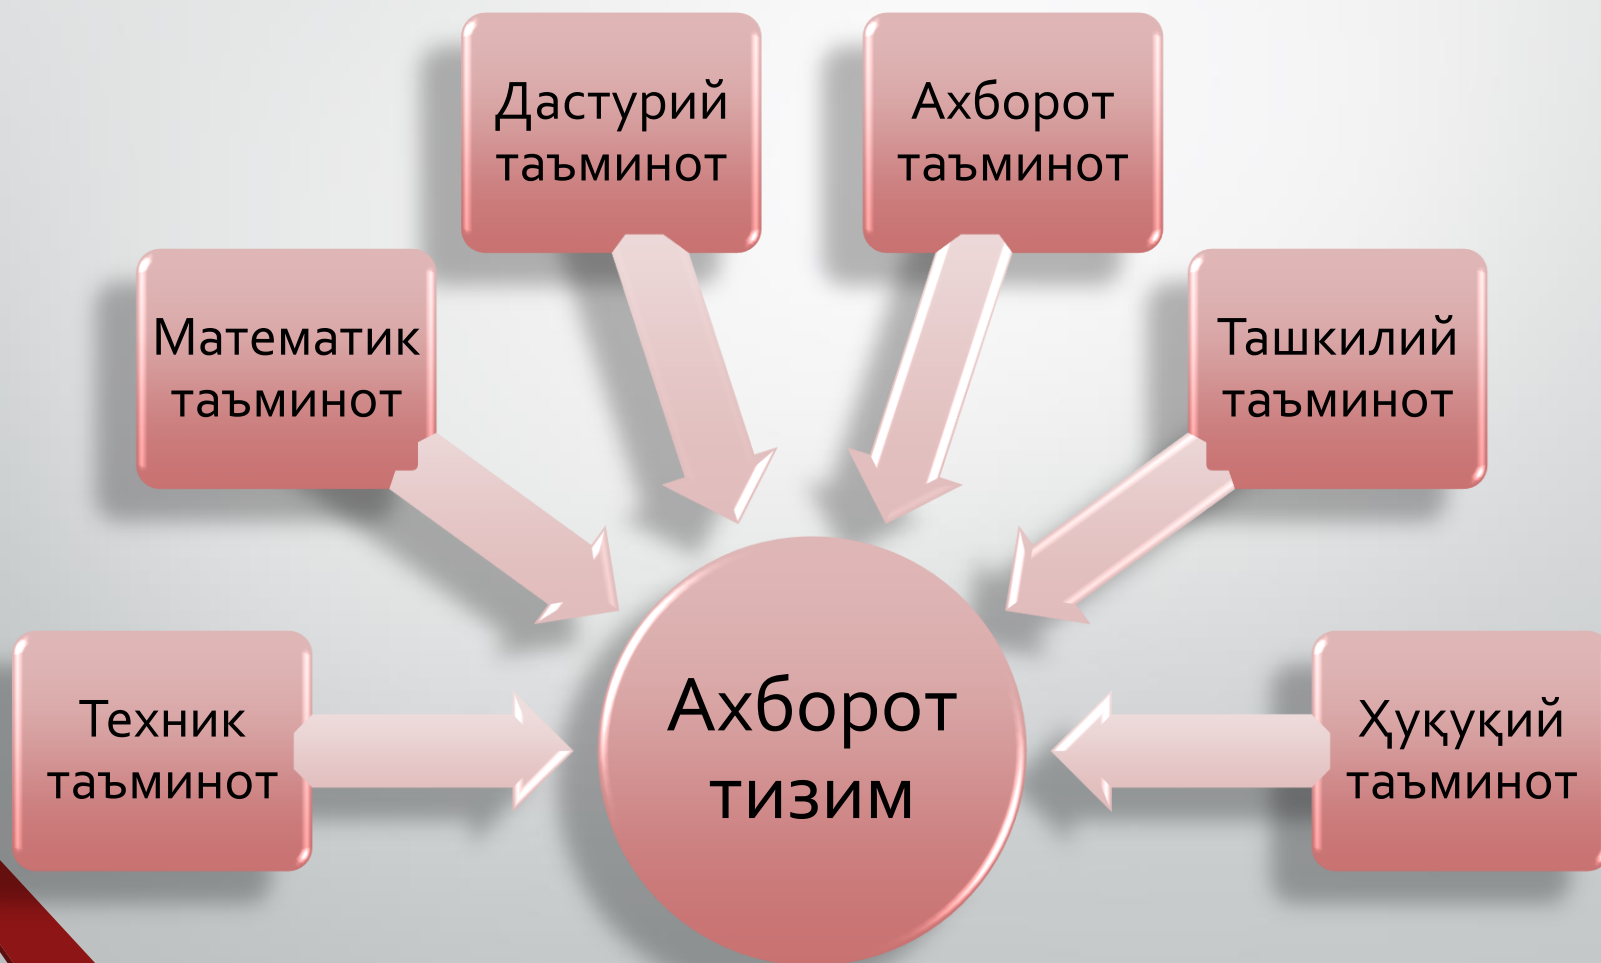 Дастурий
таъминот
Ахборот
таъминот
Математик
таъминот
Ташкилий
таъминот
Техник
таъминот
Ахборот
тизим
Ҳуқуқий
таъминот